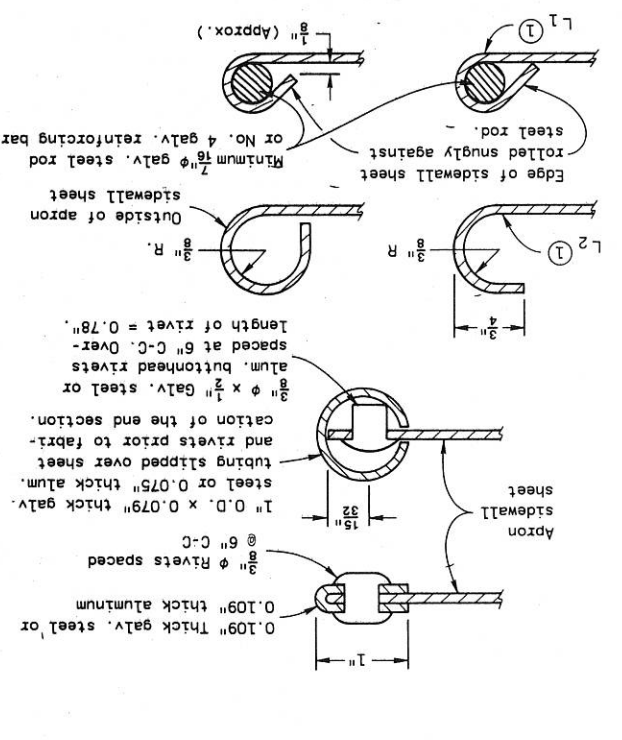 1"
0.109" Thick galv. steel or
0.109" thick aluminum
3/8" φ Rivets spaced
@ 6" C-C
Apron
sidewall
sheet
15/32"
1" O.D. x 0.079" thick galv.
steel or 0.075" thick alum.
tubing slipped over sheet
and rivets prior to fabri-
cation of the end section.
3/8" φ x 1/2" Galv. steel or
alum. buttonhead rivets
spaced at 6" C-C. Over-
length of rivet = 0.78".
3/4"
L2 ①
3/8" R
3/8" R.
Outside of apron
sidewall sheet
Edge of sidewall sheet
rolled snugly against
steel rod.
Minimum 7/16" φ galv. steel rod
or No. 4 galv. reinforcing bar
L1 ①
1/8" (Approx.)